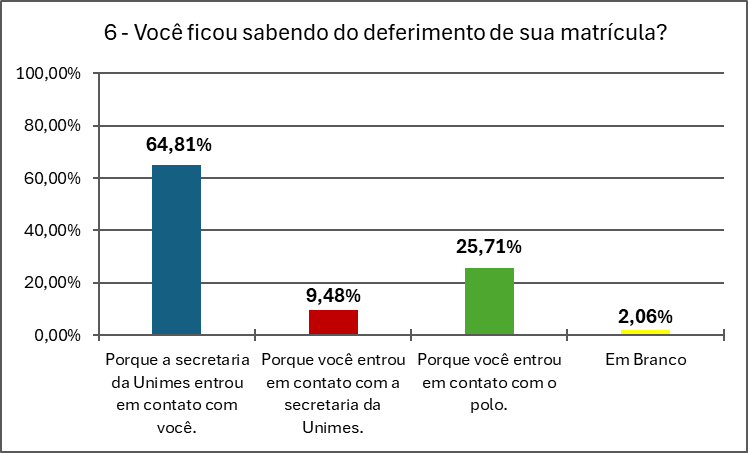 6 - Você ficou sabendo do deferimento de sua matrícula?
100,00%
80,00%
60,00%
40,00%
20,00%
0,00%
64,81%
9,48%
25,71%
2,06%
Porque a secretaria
da Unimes entrou
em contato com
você.
Porque você entrou
em contato com a
secretaria da
Unimes.
Porque você entrou
em contato com o
polo.
Em Branco